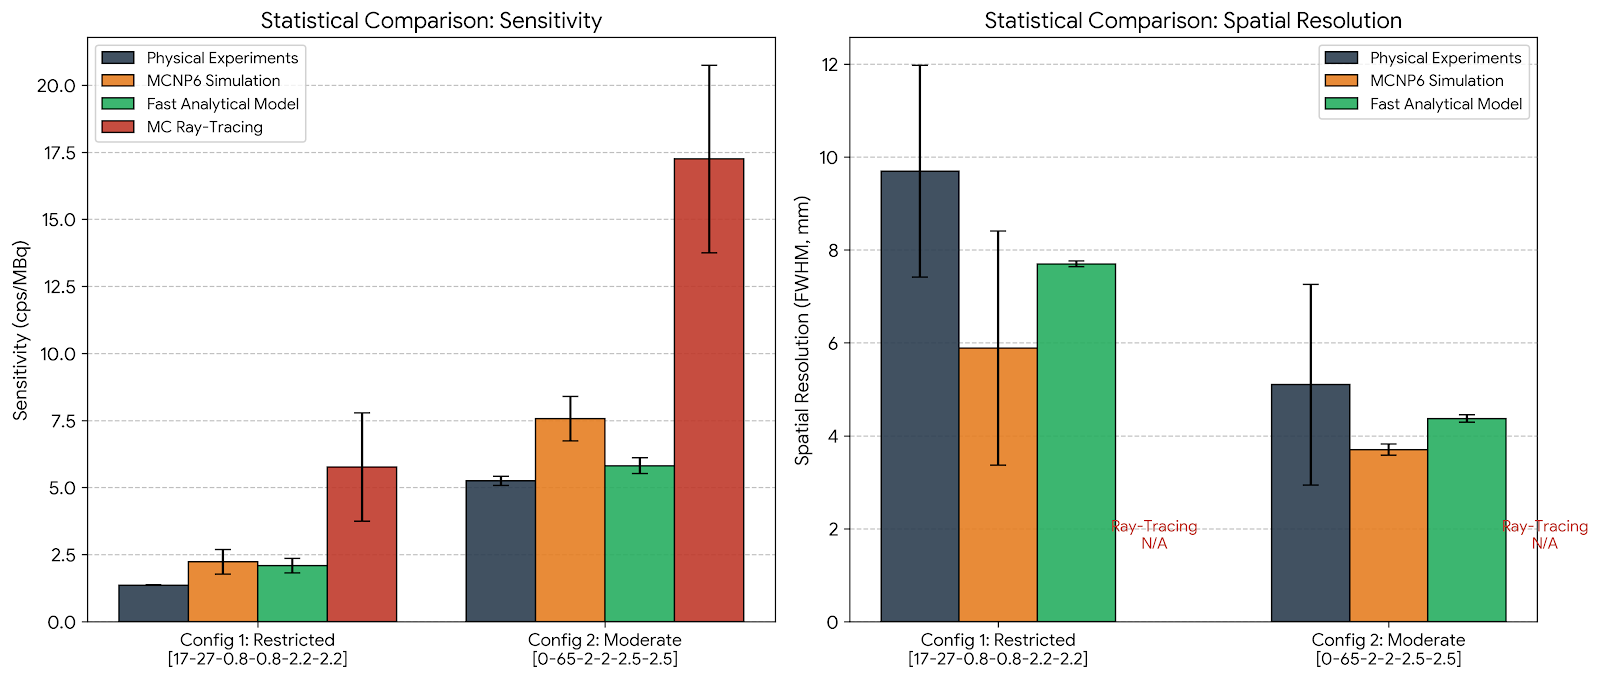 Statistical Comparison: Sensitivity
Physical Experiments
MCNP6 Simulation
Fast Analytical Model
MC Ray-Tracing
Sensitivity (cps/MBq)
20.0
17.5
15.0
12.5
10.0
7.5
5.0
2.5
0.0
Config 1: Restricted
[17-27-0.8-0.8-2.2-2.2]
Config 2: Moderate
[0-65-2-2-2.5-2.5]
Statistical Comparison: Spatial Resolution
Physical Experiments
MCNP6 Simulation
Fast Analytical Model
Spatial Resolution (FWHM, mm)
12
10
8
6
4
2
0
Ray-Tracing
N/A
Ray-Tracing
N/A
Config 1: Restricted
[17-27-0.8-0.8-2.2-2.2]
Config 2: Moderate
[0-65-2-2-2.5-2.5]